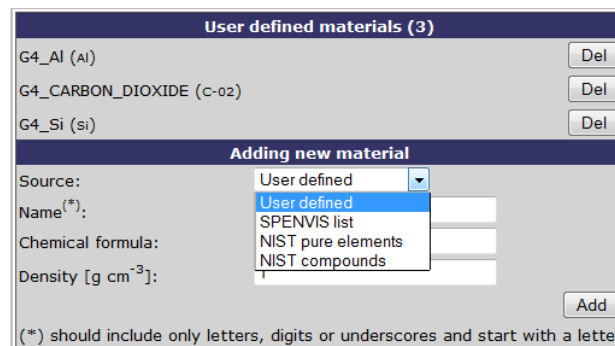 User defined materials (3)
G4_Al (Al) Del
G4_CARBON_DIOXIDE (C-O2) Del
G4_Si (Si) Del
Adding new material
Source: User defined
User defined
Name(*):
SPENVIS list
Chemical formula: NIST pure elements
NIST compounds
Density [g cm-3]:
Add
(*) should include only letters, digits or underscores and start with a lette